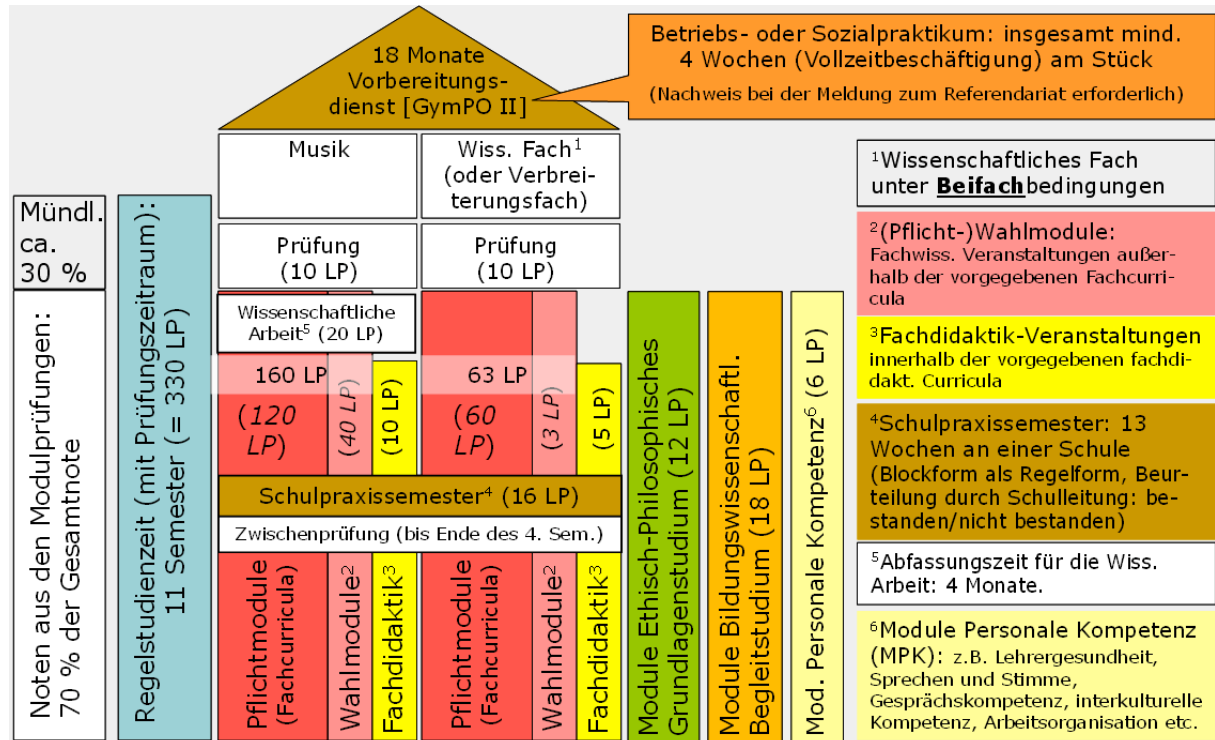 18 Monate
Vorbereitungs-
dienst [GymPO II]
Betriebs- oder Sozialpraktikum: insgesamt mind.
4 Wochen (Vollzeitbeschäftigung) am Stück
(Nachweis bei der Meldung zum Referendariat erforderlich)
Mündl.
ca.
30 %
Noten aus den Modulprüfungen:
70 % der Gesamtnote
Regelstudienzeit (mit Prüfungszeitraum):
11 Semester (= 330 LP)
Musik
Wiss. Fach¹
(oder Verbrei-
terungsfach)
Prüfung
(10 LP)
Prüfung
(10 LP)
Wissenschaftliche
Arbeit⁵ (20 LP)
160 LP
63 LP
(120
LP)
(40 LP)
(10 LP)
(60
LP)
(3 LP)
(5 LP)
Schulpraxissemester⁴ (16 LP)
Zwischenprüfung (bis Ende des 4. Sem.)
Pflichtmodule
(Fachcurricula)
Wahlmodule²
Fachdidaktik³
Pflichtmodule
(Fachcurricula)
Wahlmodule²
Fachdidaktik³
Module Ethisch-Philosophisches
Grundlagenstudium (12 LP)
Module Bildungswissenschaftl.
Begleitstudium (18 LP)
Mod. Personale Kompetenz⁶ (6 LP)
¹Wissenschaftliches Fach
unter Beifachbedingungen
²(Pflicht-)Wahlmodule:
Fachwiss. Veranstaltungen außer-
halb der vorgegebenen Fachcurri-
cula
³Fachdidaktik-Veranstaltungen
innerhalb der vorgegebenen fachdi-
dakt. Curricula
⁴Schulpraxissemester: 13
Wochen an einer Schule
(Blockform als Regelform, Beur-
teilung durch Schulleitung: be-
standen/nicht bestanden)
⁵Abfassungszeit für die Wiss.
Arbeit: 4 Monate.
⁶Module Personale Kompetenz
(MPK): z.B. Lehrergesundheit,
Sprechen und Stimme,
Gesprächskompetenz, interkulturelle
Kompetenz, Arbeitsorganisation etc.